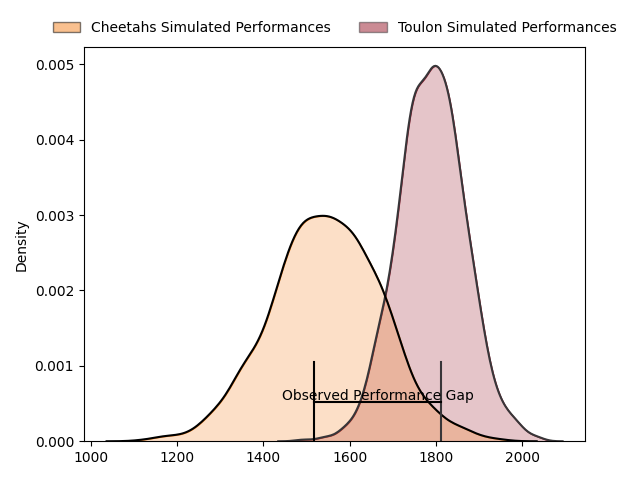 Cheetahs Simulated Performances Toulon Simulated Performances
0.005
0.004
0.003
0.002
0.001
0.000
Density
Observed Performance Gap
1000 1200 1400 1600 1800 2000